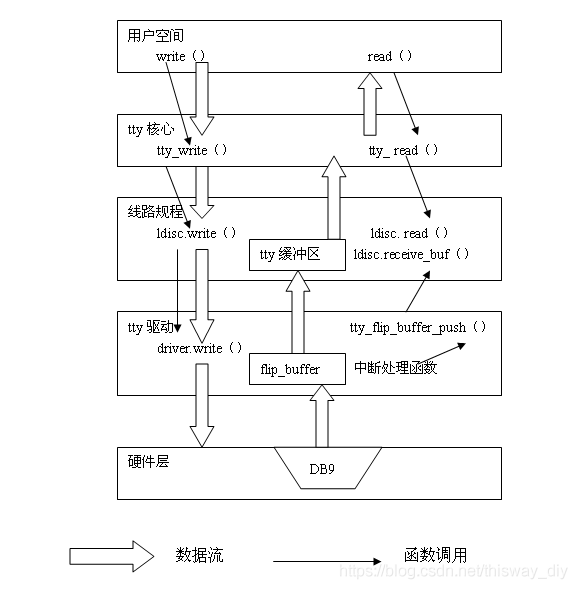 用户空间
write（） read（）
tty 核心
tty_write（） tty_ read（）
线路规程
ldisc.write（） ldisc. read（）
tty 缓冲区 ldisc.receive_buf（）
tty 驱动 tty_flip_buffer_push（）
driver.write（）
flip_buffer 中断处理函数
硬件层
DB9
数据流 函数调用
https://blog.csdn.net/thisway_diy